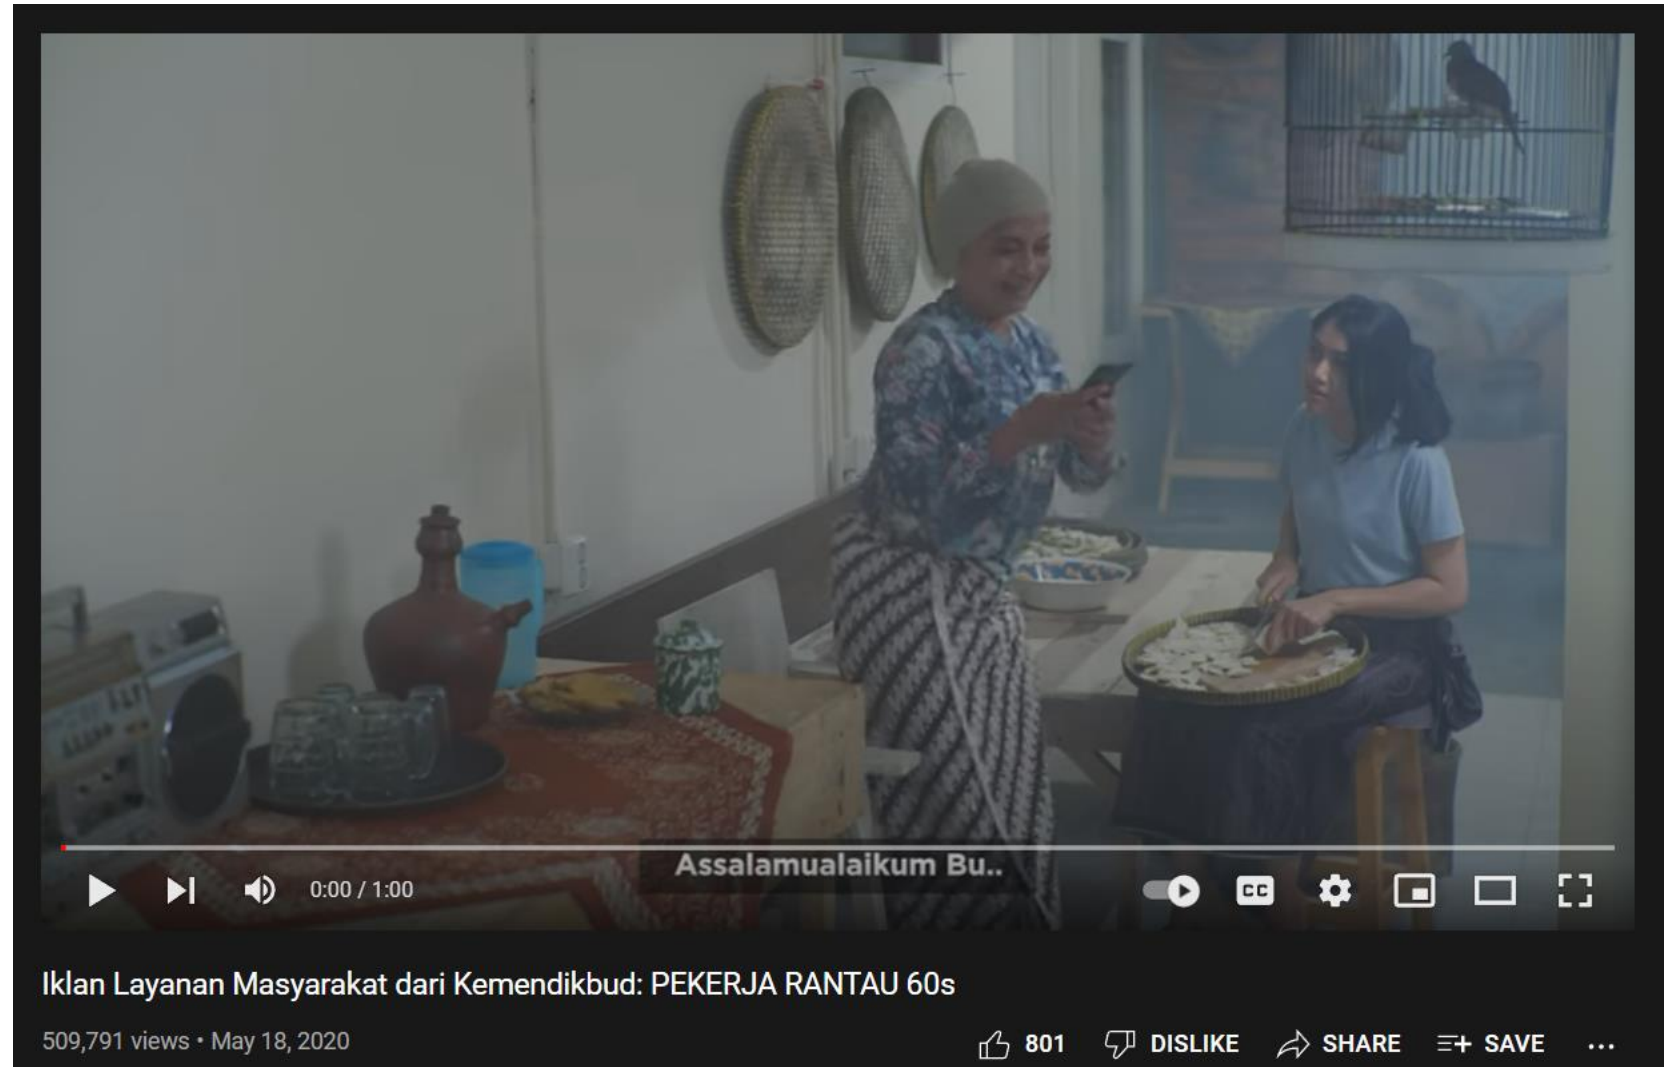 Assalamualaikum Bu..
0:00 / 1:00
CC
Iklan Layanan Masyarakat dari Kemendikbud: PEKERJA RANTAU 60s
509,791 views • May 18, 2020
801 DISLIKE SHARE SAVE ...